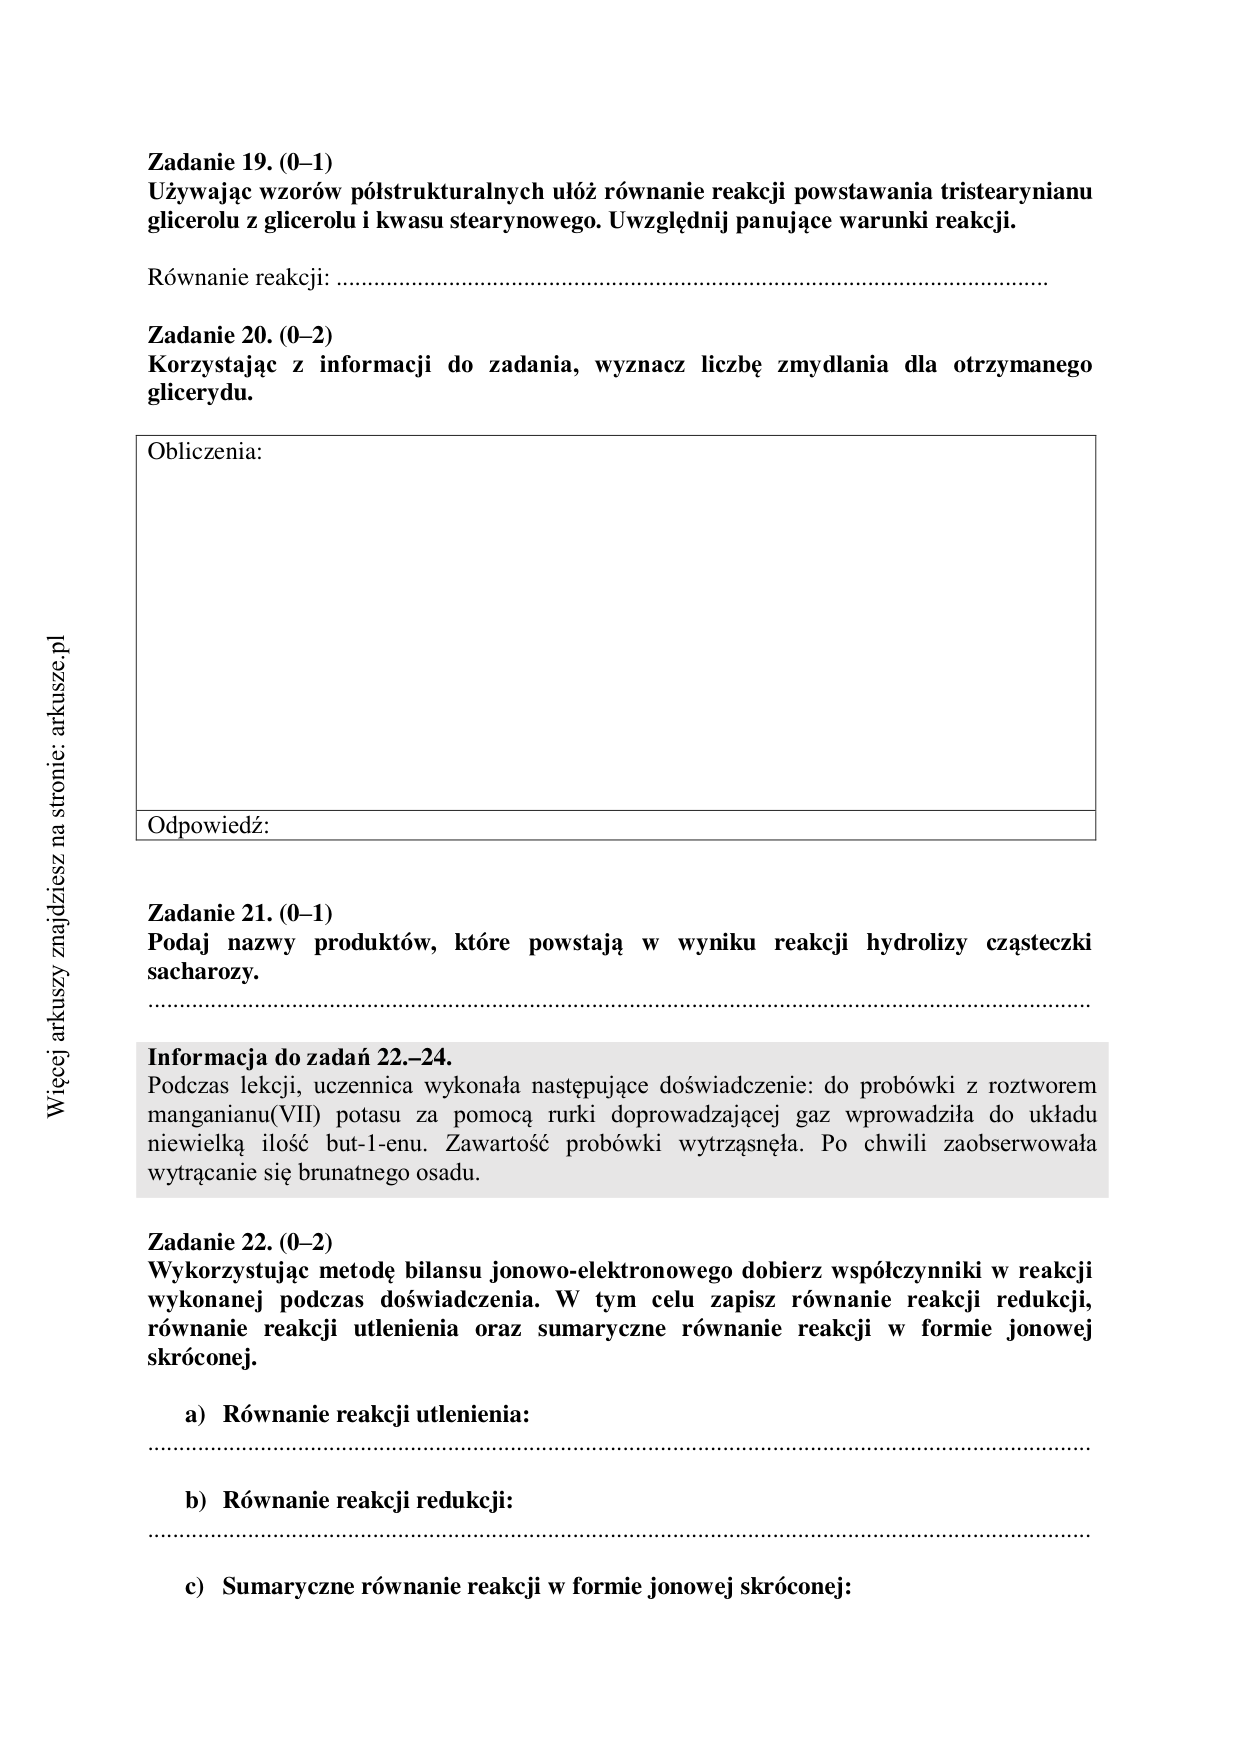 Zadanie 19. (0–1)
Używając wzorów półstrukturalnych ułóż równanie reakcji powstawania tristearynianu
glicerolu z glicerolu i kwasu stearynowego. Uwzględnij panujące warunki reakcji.
Równanie reakcji: ..................................................................................................................
Zadanie 20. (0–2)
Korzystając z informacji do zadania, wyznacz liczbę zmydlania dla otrzymanego
glicerydu.
Obliczenia:
Odpowiedź:
Zadanie 21. (0–1)
Podaj nazwy produktów, które powstają w wyniku reakcji hydrolizy cząsteczki
sacharozy.
.......................................................................................................................................................
Informacja do zadań 22.–24.
Podczas lekcji, uczennica wykonała następujące doświadczenie: do probówki z roztworem
manganianu(VII) potasu za pomocą rurki doprowadzającej gaz wprowadziła do układu
niewielką ilość but-1-enu. Zawartość probówki wytrząsnęła. Po chwili zaobserwowała
wytrącanie się brunatnego osadu.
Zadanie 22. (0–2)
Wykorzystując metodę bilansu jonowo-elektronowego dobierz współczynniki w reakcji
wykonanej podczas doświadczenia. W tym celu zapisz równanie reakcji redukcji,
równanie reakcji utlenienia oraz sumaryczne równanie reakcji w formie jonowej
skróconej.
a) Równanie reakcji utlenienia:
.......................................................................................................................................................
b) Równanie reakcji redukcji:
.......................................................................................................................................................
c) Sumaryczne równanie reakcji w formie jonowej skróconej:
Więcej arkuszy znajdziesz na stronie: arkusze.pl